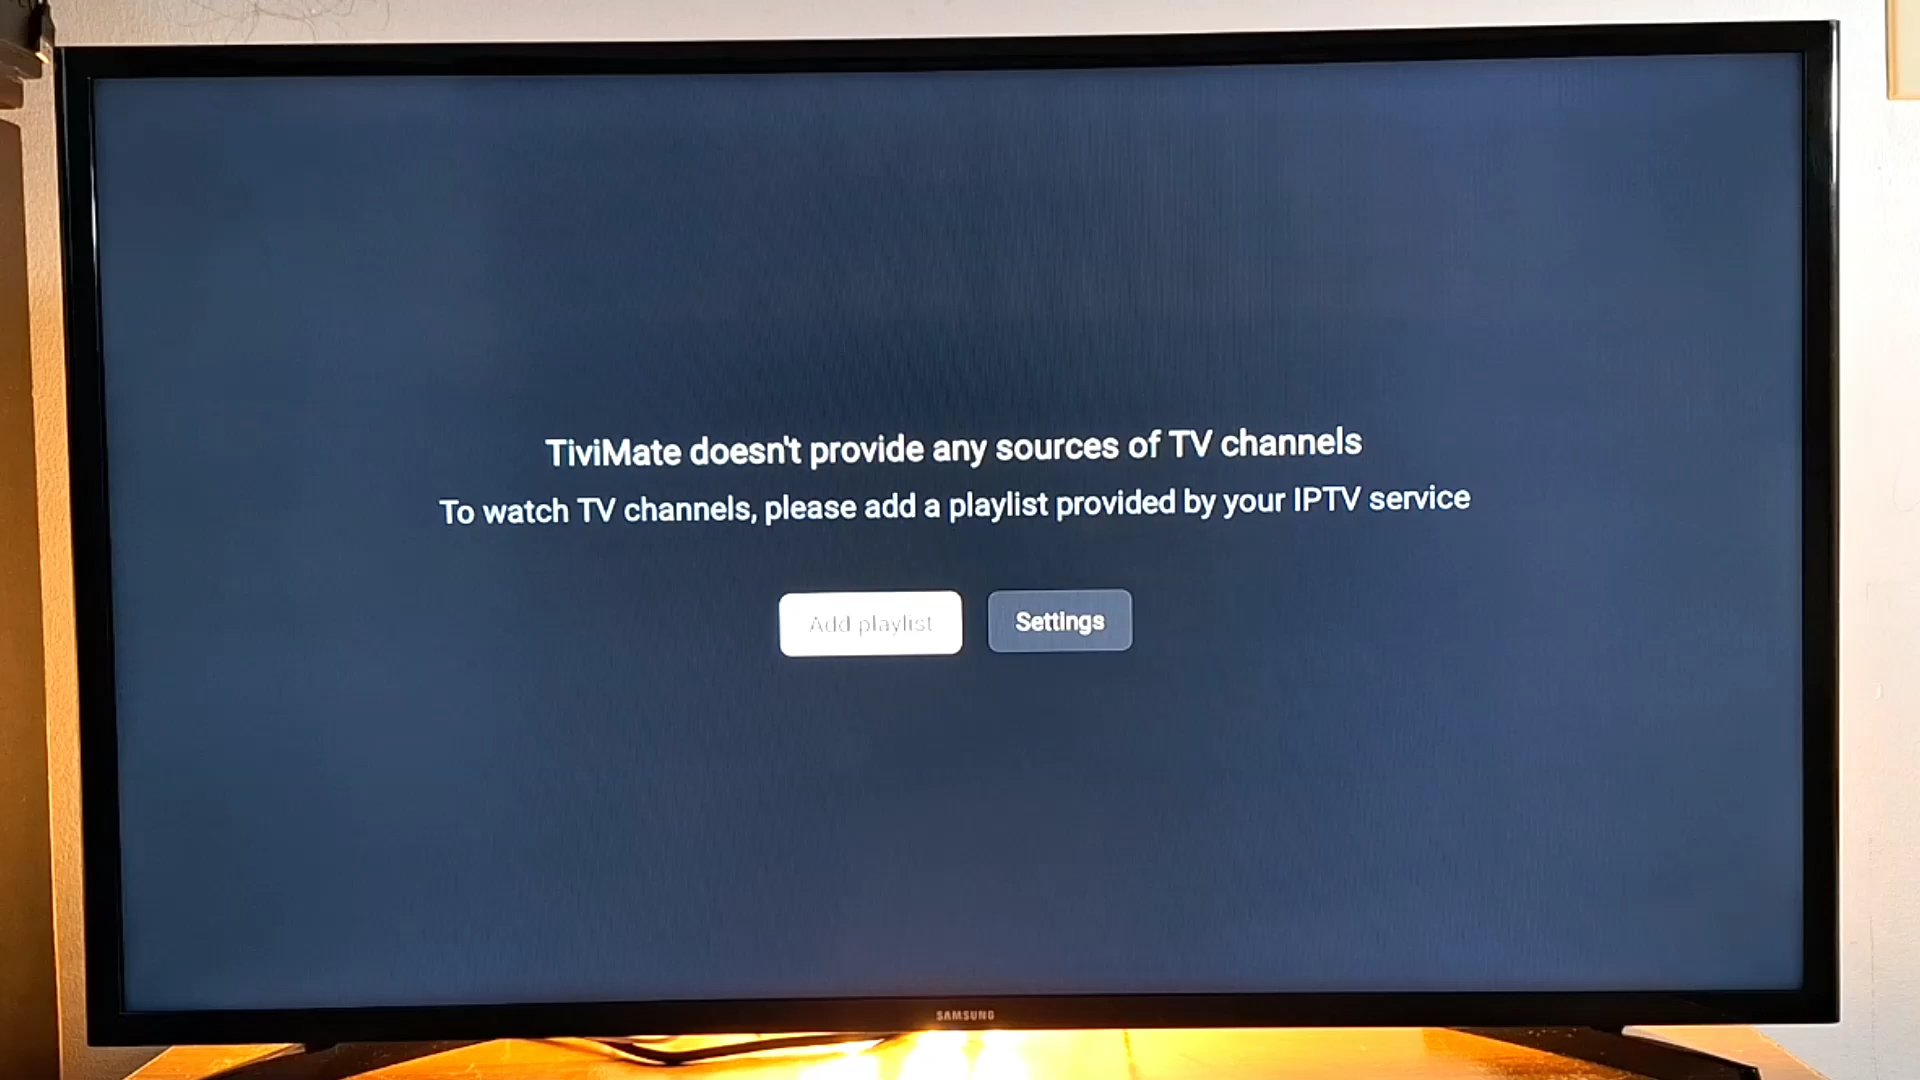 TiviMate doesn't provide any sources of TV channels
To watch TV channels, please add a playlist provided by your IPTV service
Add playlist
Settings
SAMSUNG